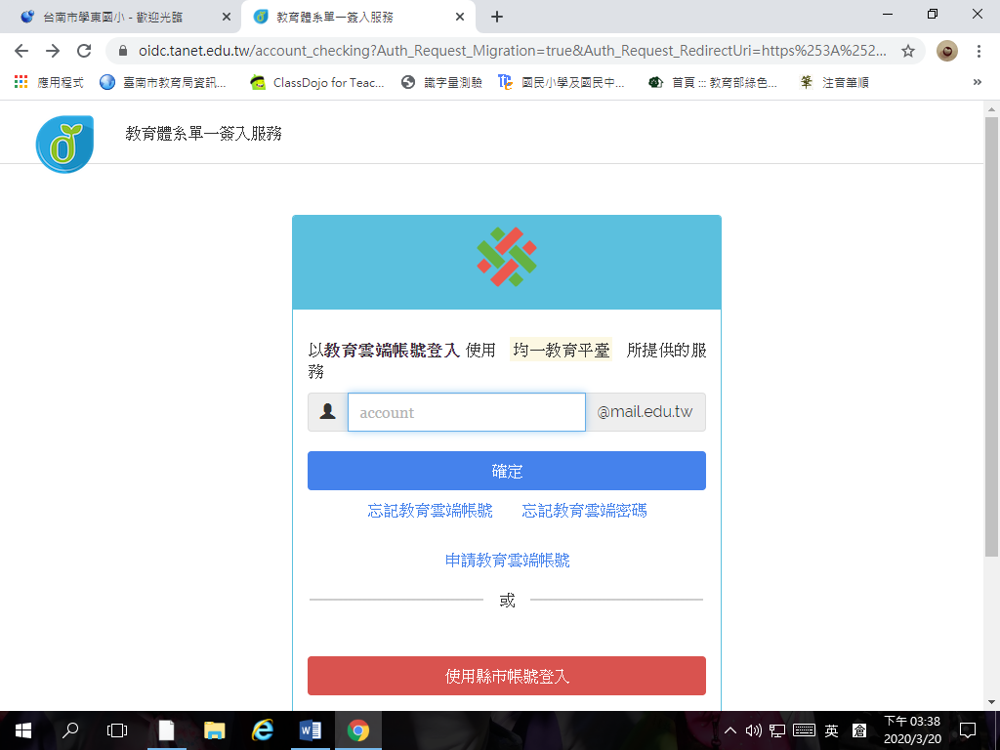 台南市學東國小 - 歡迎光臨
教育體系單一簽入服務
oidc.tanet.edu.tw/account_checking?Auth_Request_Migration=true&Auth_Request_RedirectUri=https%253A%252...
應用程式
臺南市教育局資訊...
ClassDojo for Teac...
識字量測驗
國民小學及國民中...
首頁 ::: 教育部綠色...
筆 注音筆順
»
教育體系單一簽入服務
以教育雲端帳號登入 使用 均一教育平臺 所提供的服
務
account @mail.edu.tw
確定
忘記教育雲端帳號 忘記教育雲端密碼
申請教育雲端帳號
或
使用縣市帳號登入
英
倉
下午 03:38
2020/3/20